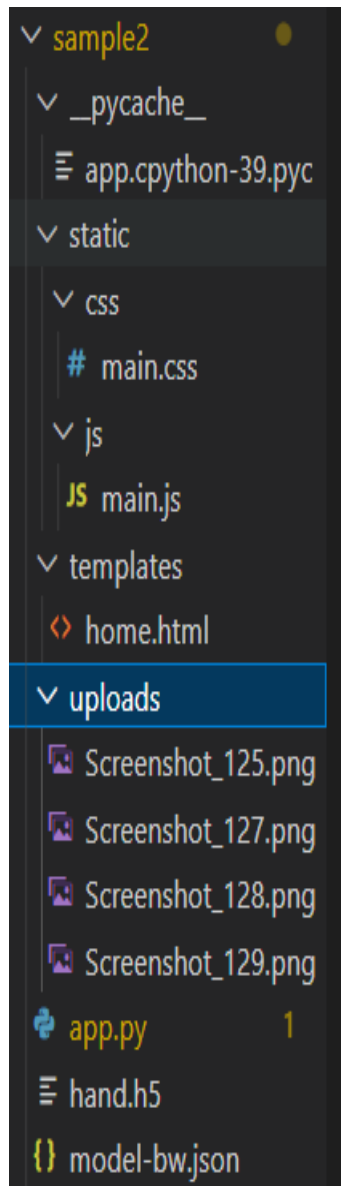 sample2
__pycache__
app.cpython-39.pyc
static
css
# main.css
js
JS main.js
templates
<> home.html
uploads
Screenshot_125.png
Screenshot_127.png
Screenshot_128.png
Screenshot_129.png
app.py 1
hand.h5
{} model-bw.json